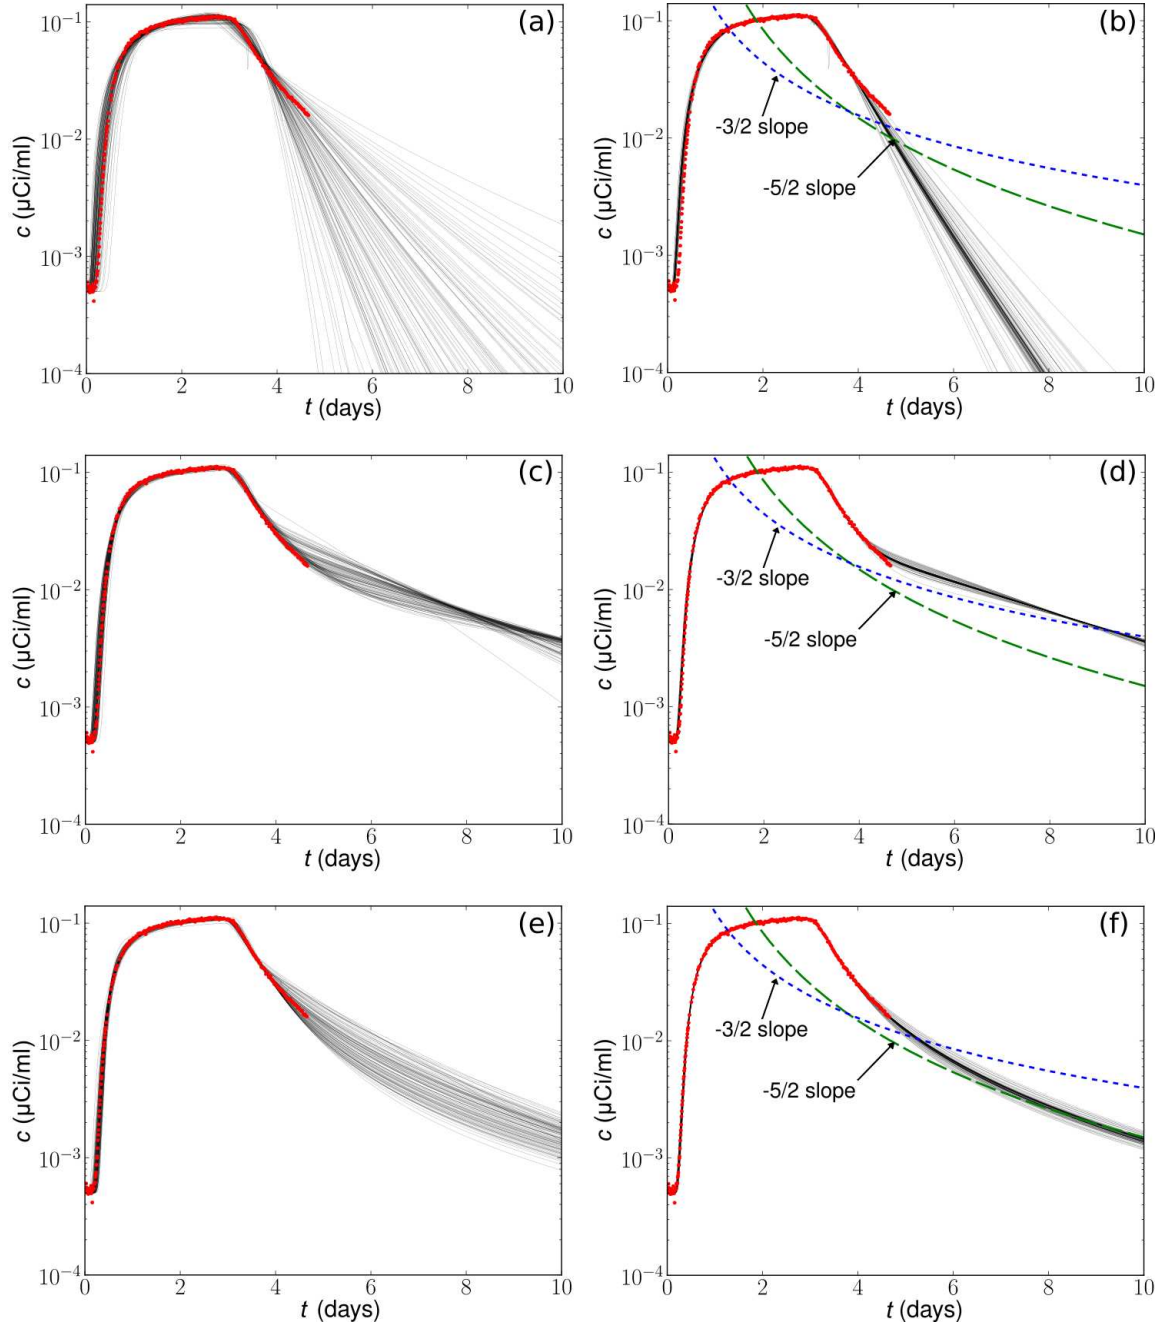 (a)
10⁻¹
10⁻²
10⁻³
10⁻⁴
c (μCi/ml)
0 2 4 6 8 10
t (days)
(b)
10⁻¹
10⁻²
10⁻³
10⁻⁴
c (μCi/ml)
-3/2 slope
-5/2 slope
0 2 4 6 8 10
t (days)
(c)
10⁻¹
10⁻²
10⁻³
10⁻⁴
c (μCi/ml)
0 2 4 6 8 10
t (days)
(d)
10⁻¹
10⁻²
10⁻³
10⁻⁴
c (μCi/ml)
-3/2 slope
-5/2 slope
0 2 4 6 8 10
t (days)
(e)
10⁻¹
10⁻²
10⁻³
10⁻⁴
c (μCi/ml)
0 2 4 6 8 10
t (days)
(f)
10⁻¹
10⁻²
10⁻³
10⁻⁴
c (μCi/ml)
-3/2 slope
-5/2 slope
0 2 4 6 8 10
t (days)